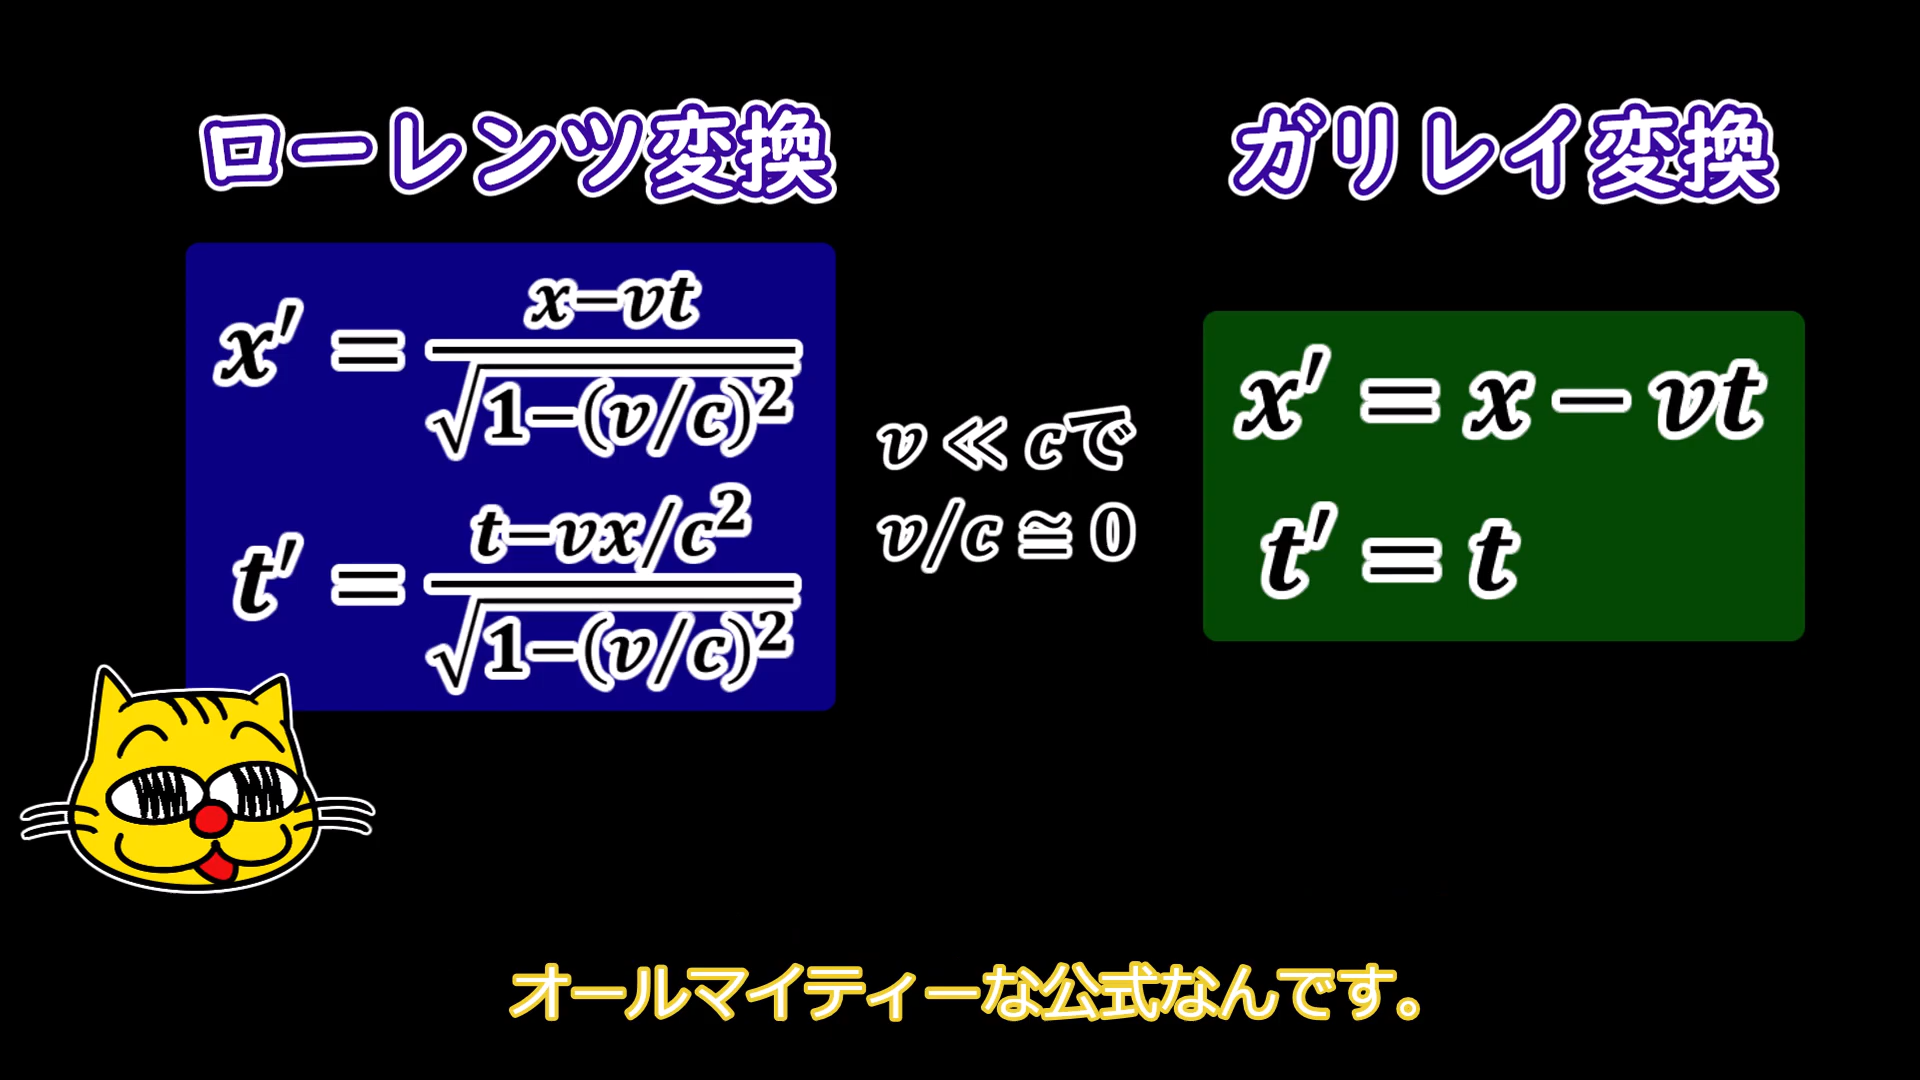 ローレンツ変換
x′ = x−vt / √1−(v/c)²
t′ = t−vx/c² / √1−(v/c)²
v ≪ cで
v/c ≅ 0
ガリレイ変換
x′ = x − vt
t′ = t
オールマイティーな公式なんです。